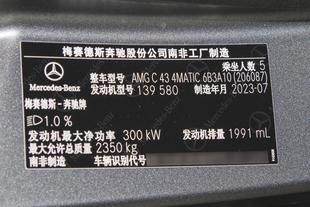 梅赛德斯奔驰股份公司南非工厂制造
乘坐人数 5
整车型号: AMG C 43 4MATIC 6B3A10 (206087)
发动机型号: 139 580 制造年月 2023-07
Mercedes-Benz
梅赛德斯-奔驰牌
1.0 %
发动机最大净功率 300 kW 发动机排量 1991 mL
最大允许总质量 2350 kg
南非制造 车辆识别代号